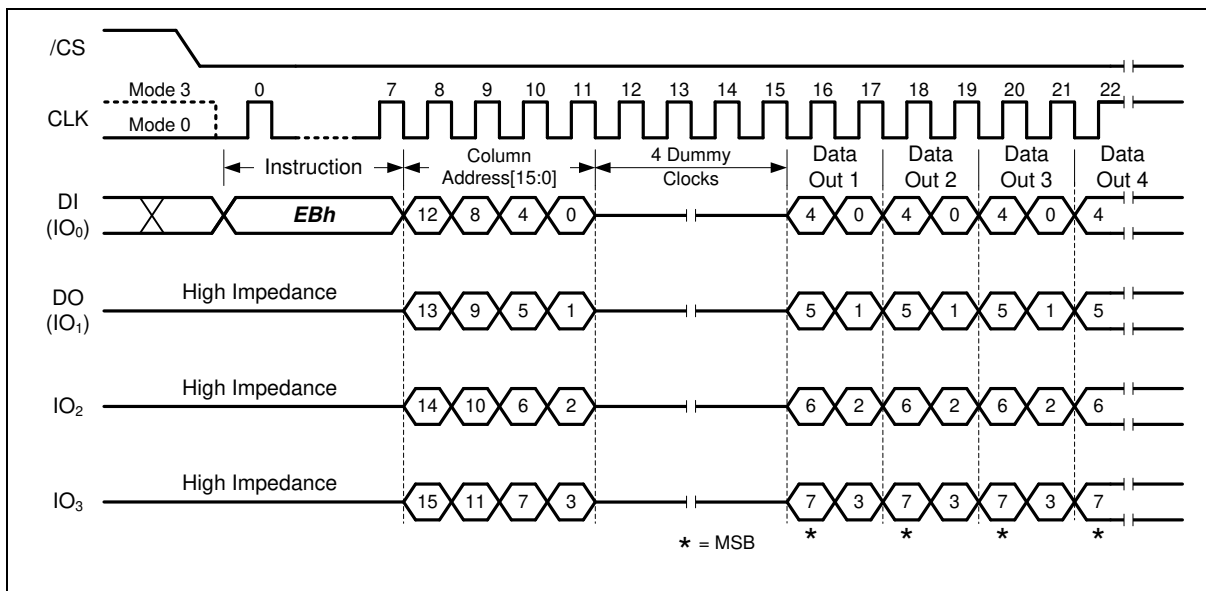 /CS
Mode 3 0 7 8 9 10 11 12 13 14 15 16 17 18 19 20 21 22
CLK
Mode 0
Instruction
Column
Address[15:0]
4 Dummy
Clocks
Data
Out 1
Data
Out 2
Data
Out 3
Data
Out 4
DI
(IO₀)
EBh 12 8 4 0 4 0 4 0 4 0 4
DO
(IO₁)
High Impedance
13 9 5 1 5 1 5 1 5 1 5
IO₂
High Impedance
14 10 6 2 6 2 6 2 6 2 6
IO₃
High Impedance
15 11 7 3 7 3 7 3 7 3 7
* * * *
* = MSB